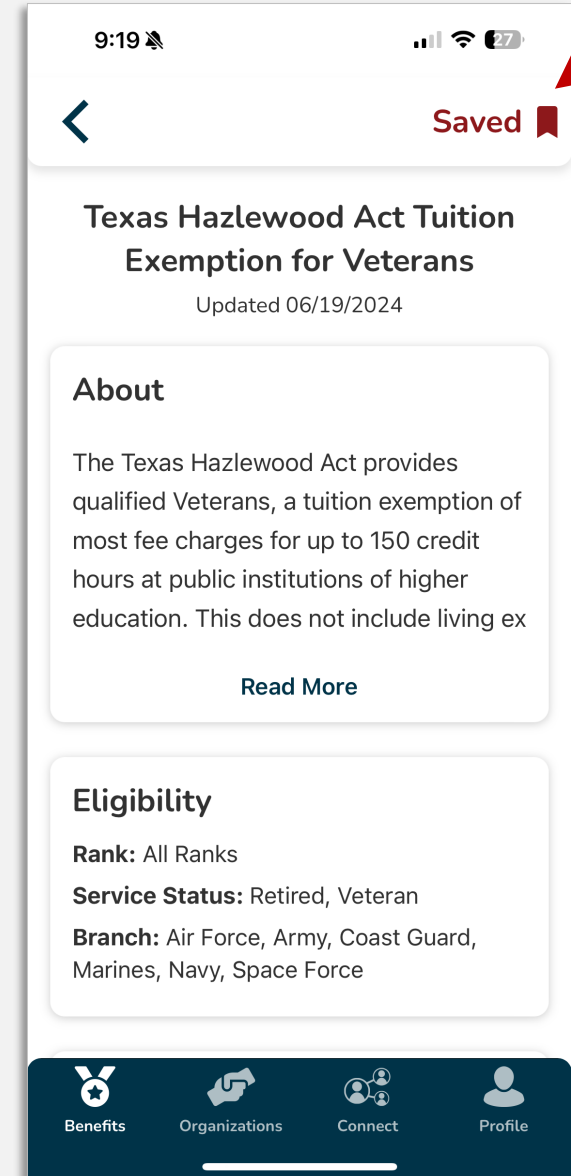 9:19
27
Saved
Texas Hazlewood Act Tuition
Exemption for Veterans
Updated 06/19/2024
About
The Texas Hazlewood Act provides
qualified Veterans, a tuition exemption of
most fee charges for up to 150 credit
hours at public institutions of higher
education. This does not include living ex
Read More
Eligibility
Rank: All Ranks
Service Status: Retired, Veteran
Branch: Air Force, Army, Coast Guard,
Marines, Navy, Space Force
Benefits Organizations Connect Profile